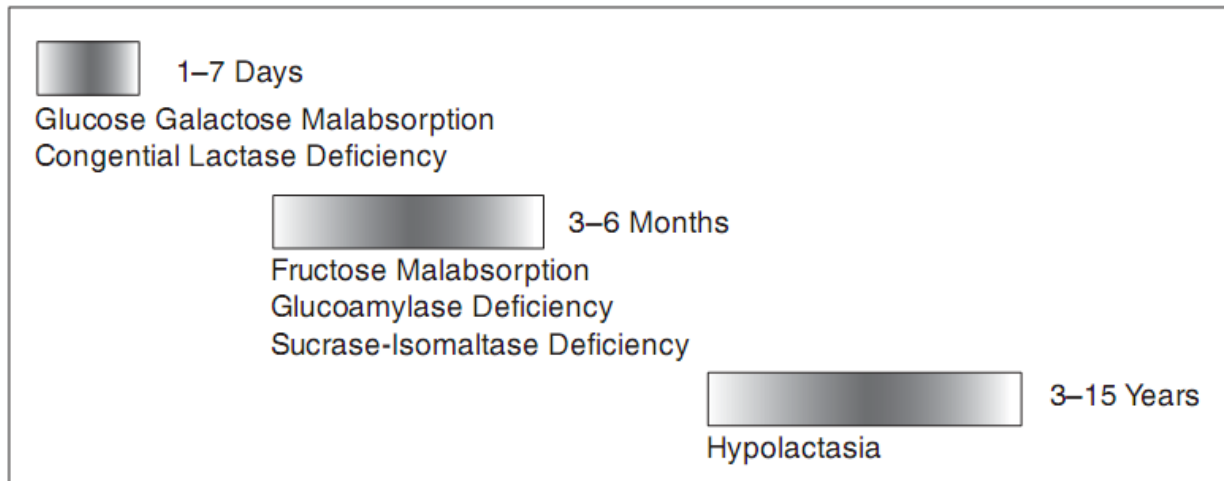 1–7 Days
Glucose Galactose Malabsorption
Congential Lactase Deficiency
3–6 Months
Fructose Malabsorption
Glucoamylase Deficiency
Sucrase-Isomaltase Deficiency
3–15 Years
Hypolactasia